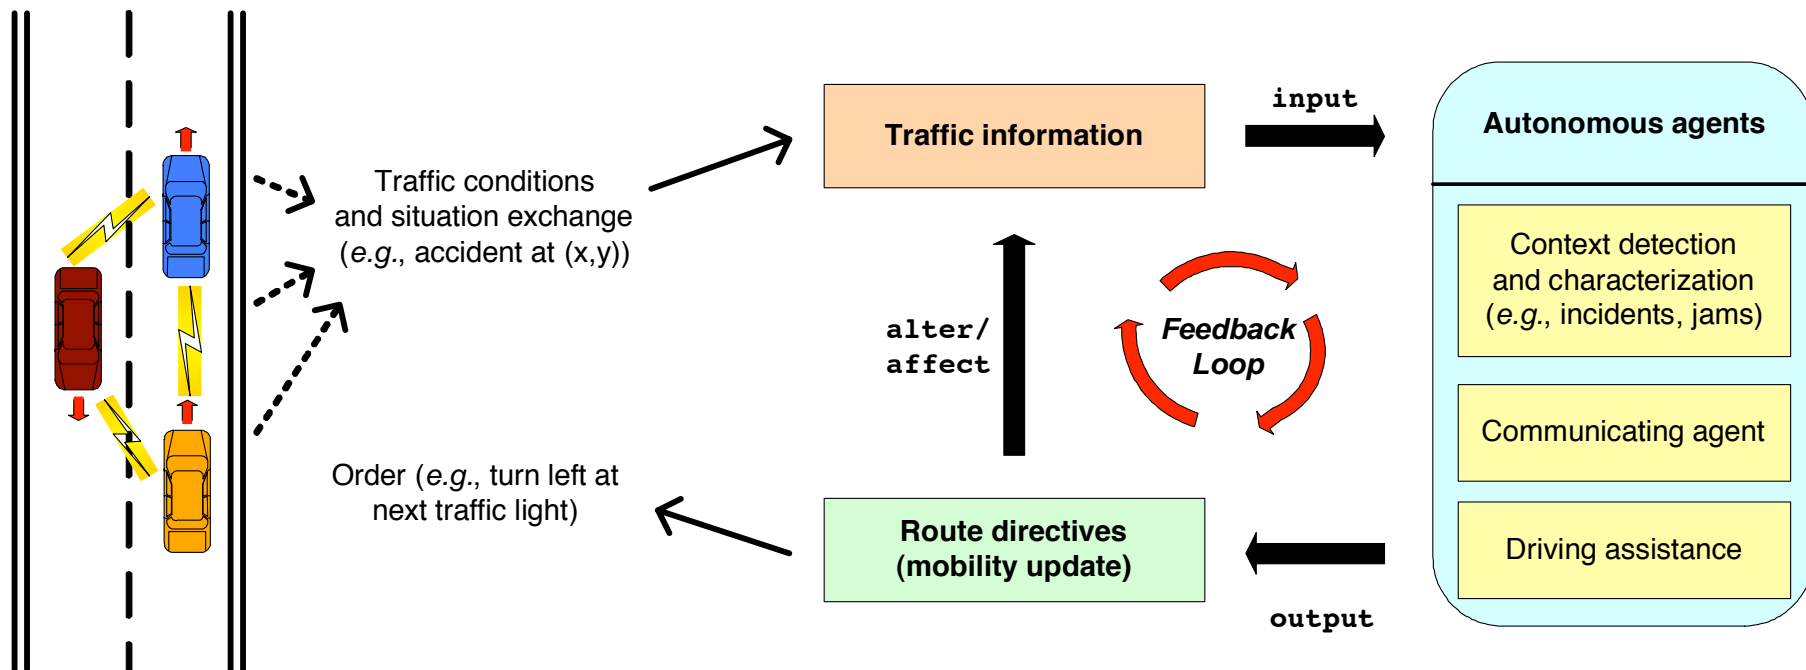 Traffic conditions
and situation exchange
(e.g., accident at (x,y))
Order (e.g., turn left at
next traffic light)
Traffic information
alter/
affect
Feedback
Loop
Route directives
(mobility update)
input
output
Autonomous agents
Context detection
and characterization
(e.g., incidents, jams)
Communicating agent
Driving assistance